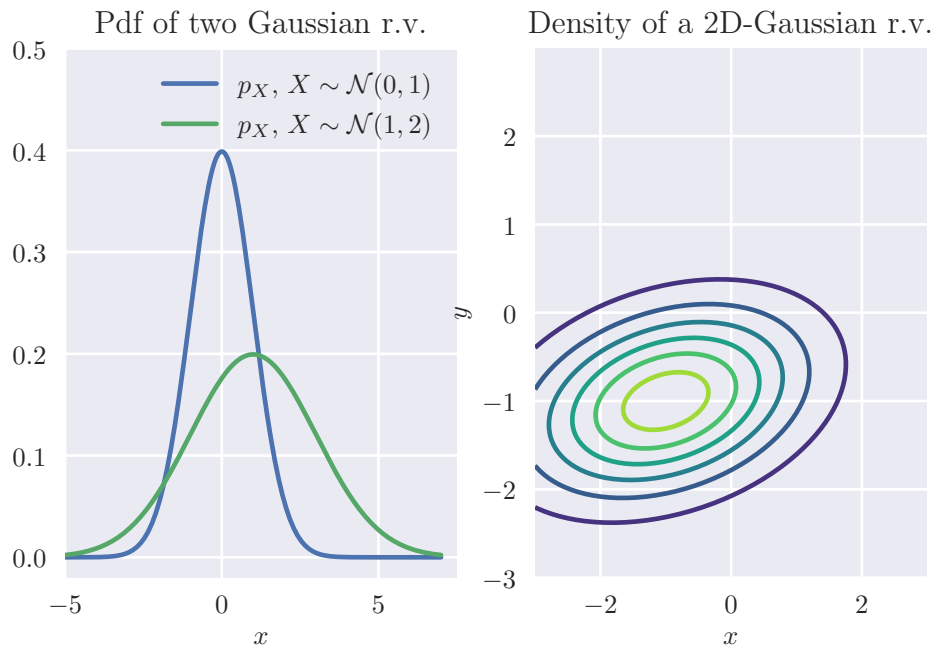 Pdf of two Gaussian r.v.
0.5
0.4
0.3
0.2
0.1
0.0
p_X, X ∼ 𝒩(0, 1)
p_X, X ∼ 𝒩(1, 2)
−5
0
5
x
Density of a 2D-Gaussian r.v.
y
2
1
0
−1
−2
−3
−2
0
2
x